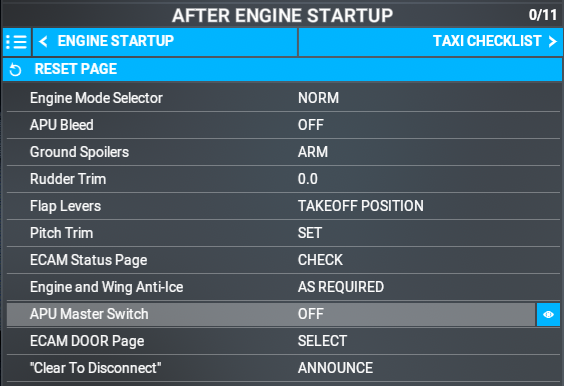 AFTER ENGINE STARTUP 0/11
ENGINE STARTUP TAXI CHECKLIST
RESET PAGE
Engine Mode Selector NORM
APU Bleed OFF
Ground Spoilers ARM
Rudder Trim 0.0
Flap Levers TAKEOFF POSITION
Pitch Trim SET
ECAM Status Page CHECK
Engine and Wing Anti-Ice AS REQUIRED
APU Master Switch OFF
ECAM DOOR Page SELECT
"Clear To Disconnect" ANNOUNCE